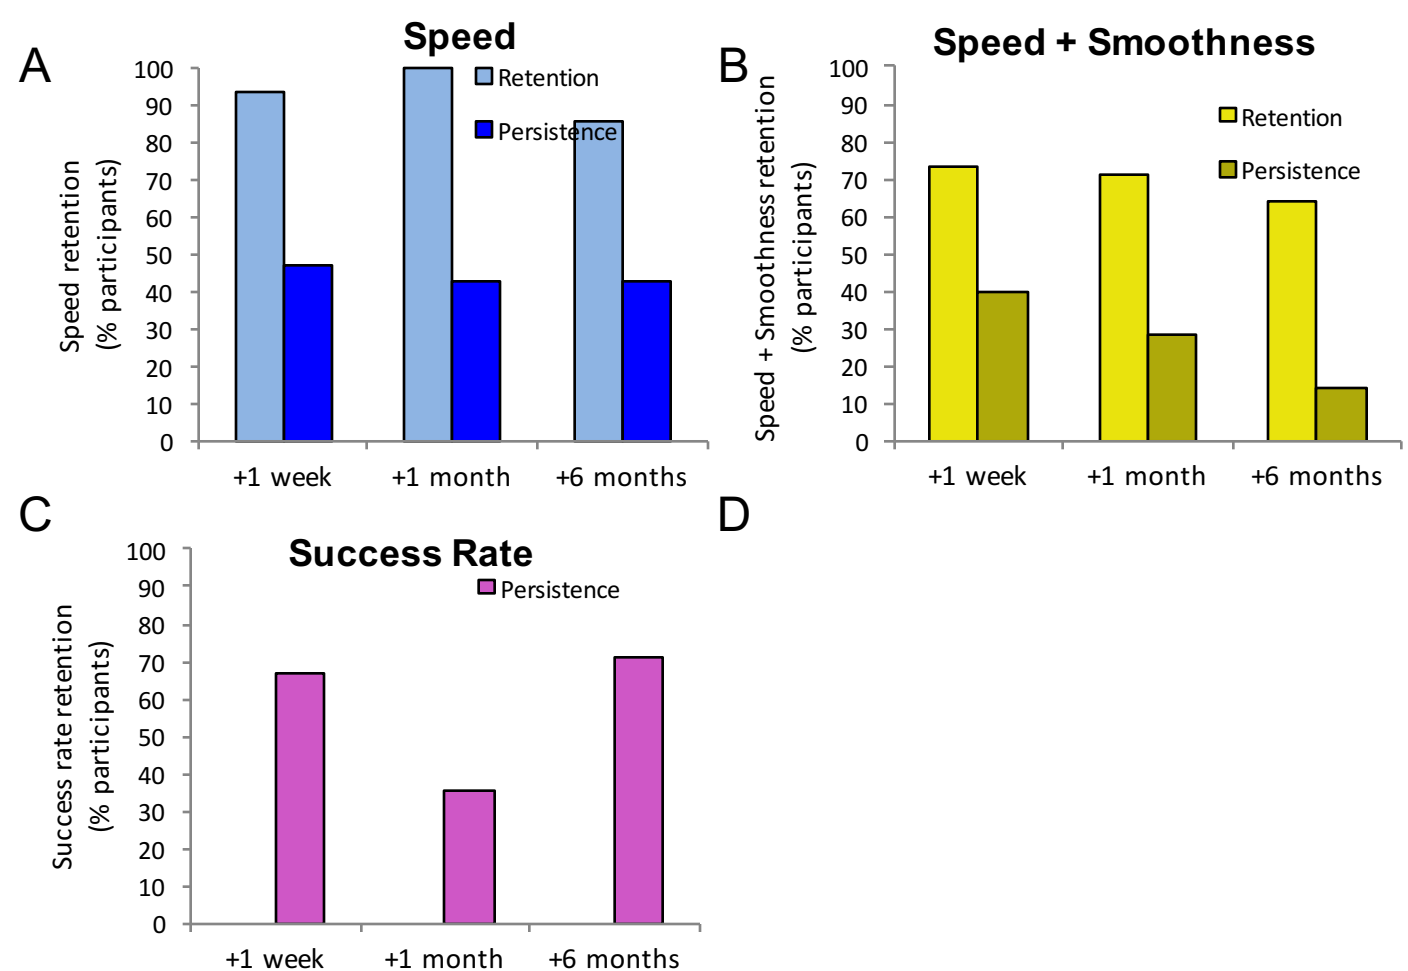 A
Speed
Speed retention
(% participants)
100
90
80
70
60
50
40
30
20
10
0
Retention
Persistence
+1 week
+1 month
+6 months
B
Speed + Smoothness
Speed + Smoothness retention
(% participants)
100
90
80
70
60
50
40
30
20
10
0
Retention
Persistence
+1 week
+1 month
+6 months
C
Success Rate
Success rate retention
(% participants)
100
90
80
70
60
50
40
30
20
10
0
Persistence
+1 week
+1 month
+6 months
D